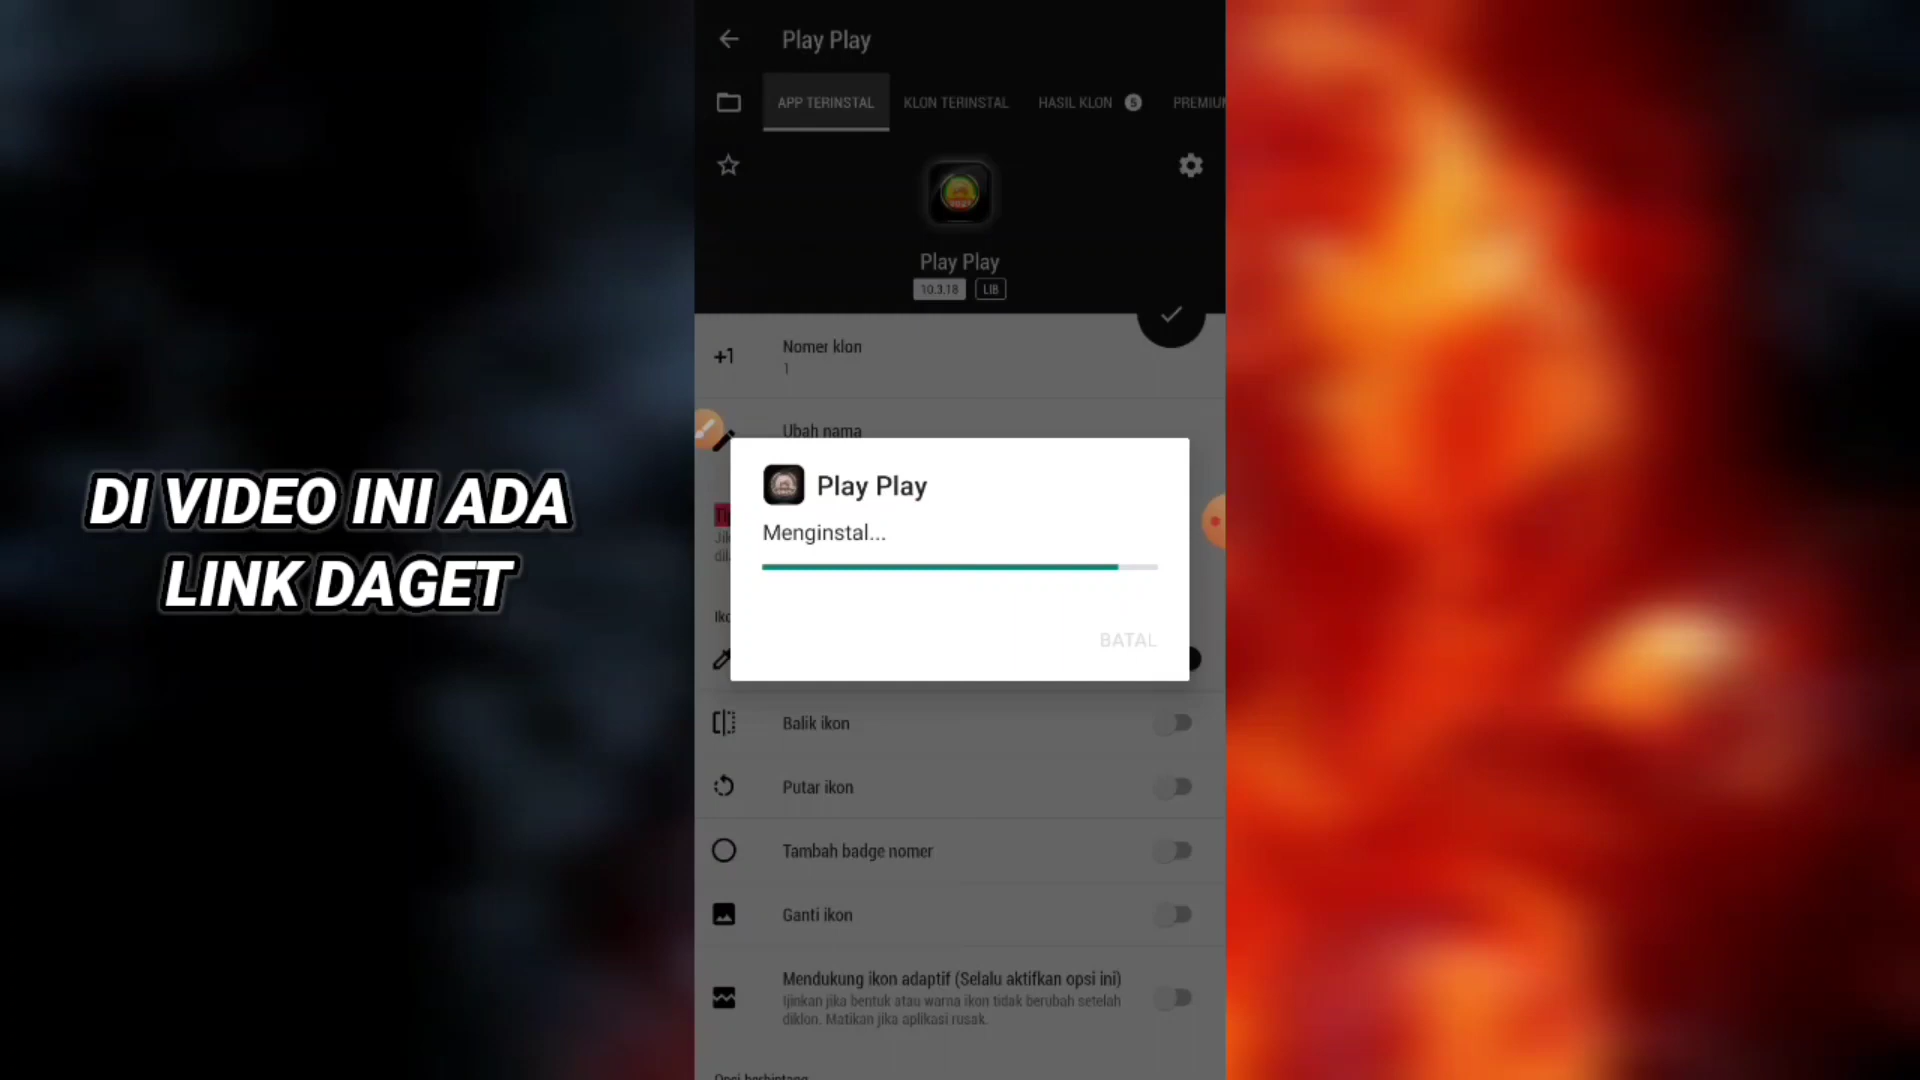 Play Play
APP TERINSTAL
KLON TERINSTAL
HASIL KLON 5
PREMIUM
Play Play
10.3.18 LIB
+1
Nomer klon
1
Ubah nama
DI VIDEO INI ADA
LINK DAGET
Play Play
Menginstal...
BATAL
Balik ikon
Putar ikon
Tambah badge nomer
Ganti ikon
Mendukung ikon adaptif (Selalu aktifkan opsi ini)
Ijinkan jika bentuk atau warna ikon tidak berubah setelah
diklon. Matikan jika aplikasi rusak.